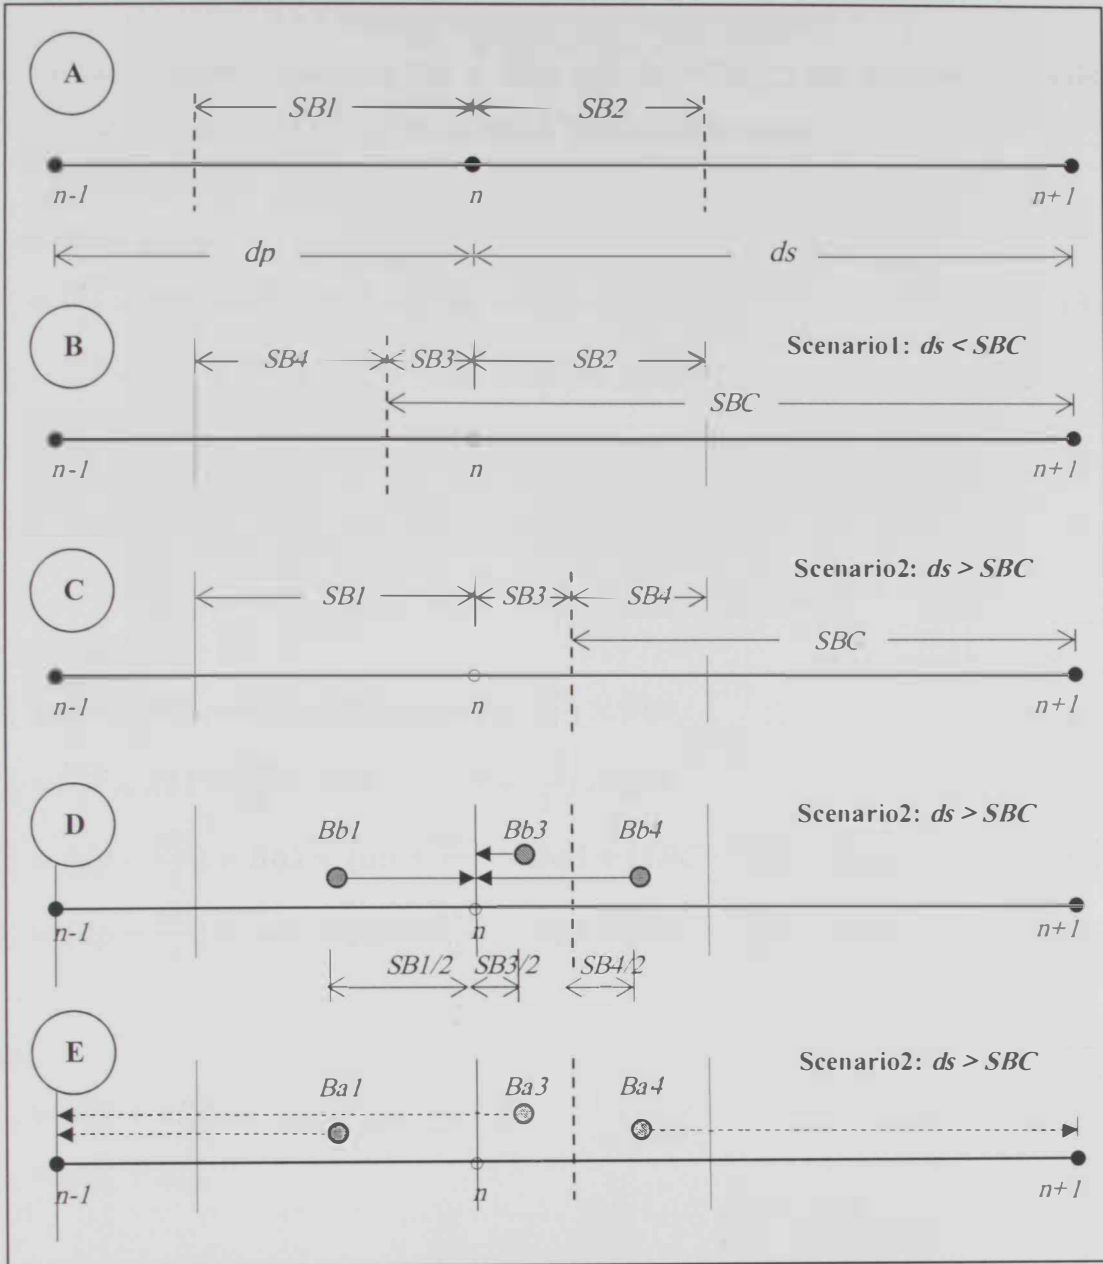 A
SB1 SB2
n-1 n n+1
dp ds
B
Scenario1: ds < SBC
SB4 SB3 SB2
SBC
n-1 n n+1
C
Scenario2: ds > SBC
SB1 SB3 SB4
SBC
n-1 n n+1
D
Scenario2: ds > SBC
Bb1 Bb3 Bb4
n-1 n n+1
SB1/2 SB3/2 SB4/2
E
Scenario2: ds > SBC
Ba1 Ba3 Ba4
n-1 n n+1